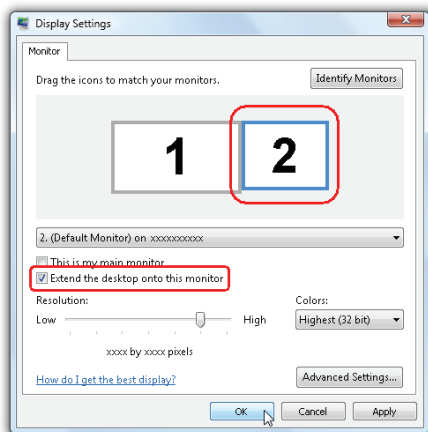 Display Settings
Monitor
Drag the icons to match your monitors.
Identify Monitors
1
2
2. (Default Monitor) on xxxxxxxxxx
This is my main monitor
Extend the desktop onto this monitor
Resolution:
Colors:
Low
High
Highest (32 bit)
xxxx by xxxx pixels
How do I get the best display?
Advanced Settings...
OK
Cancel
Apply